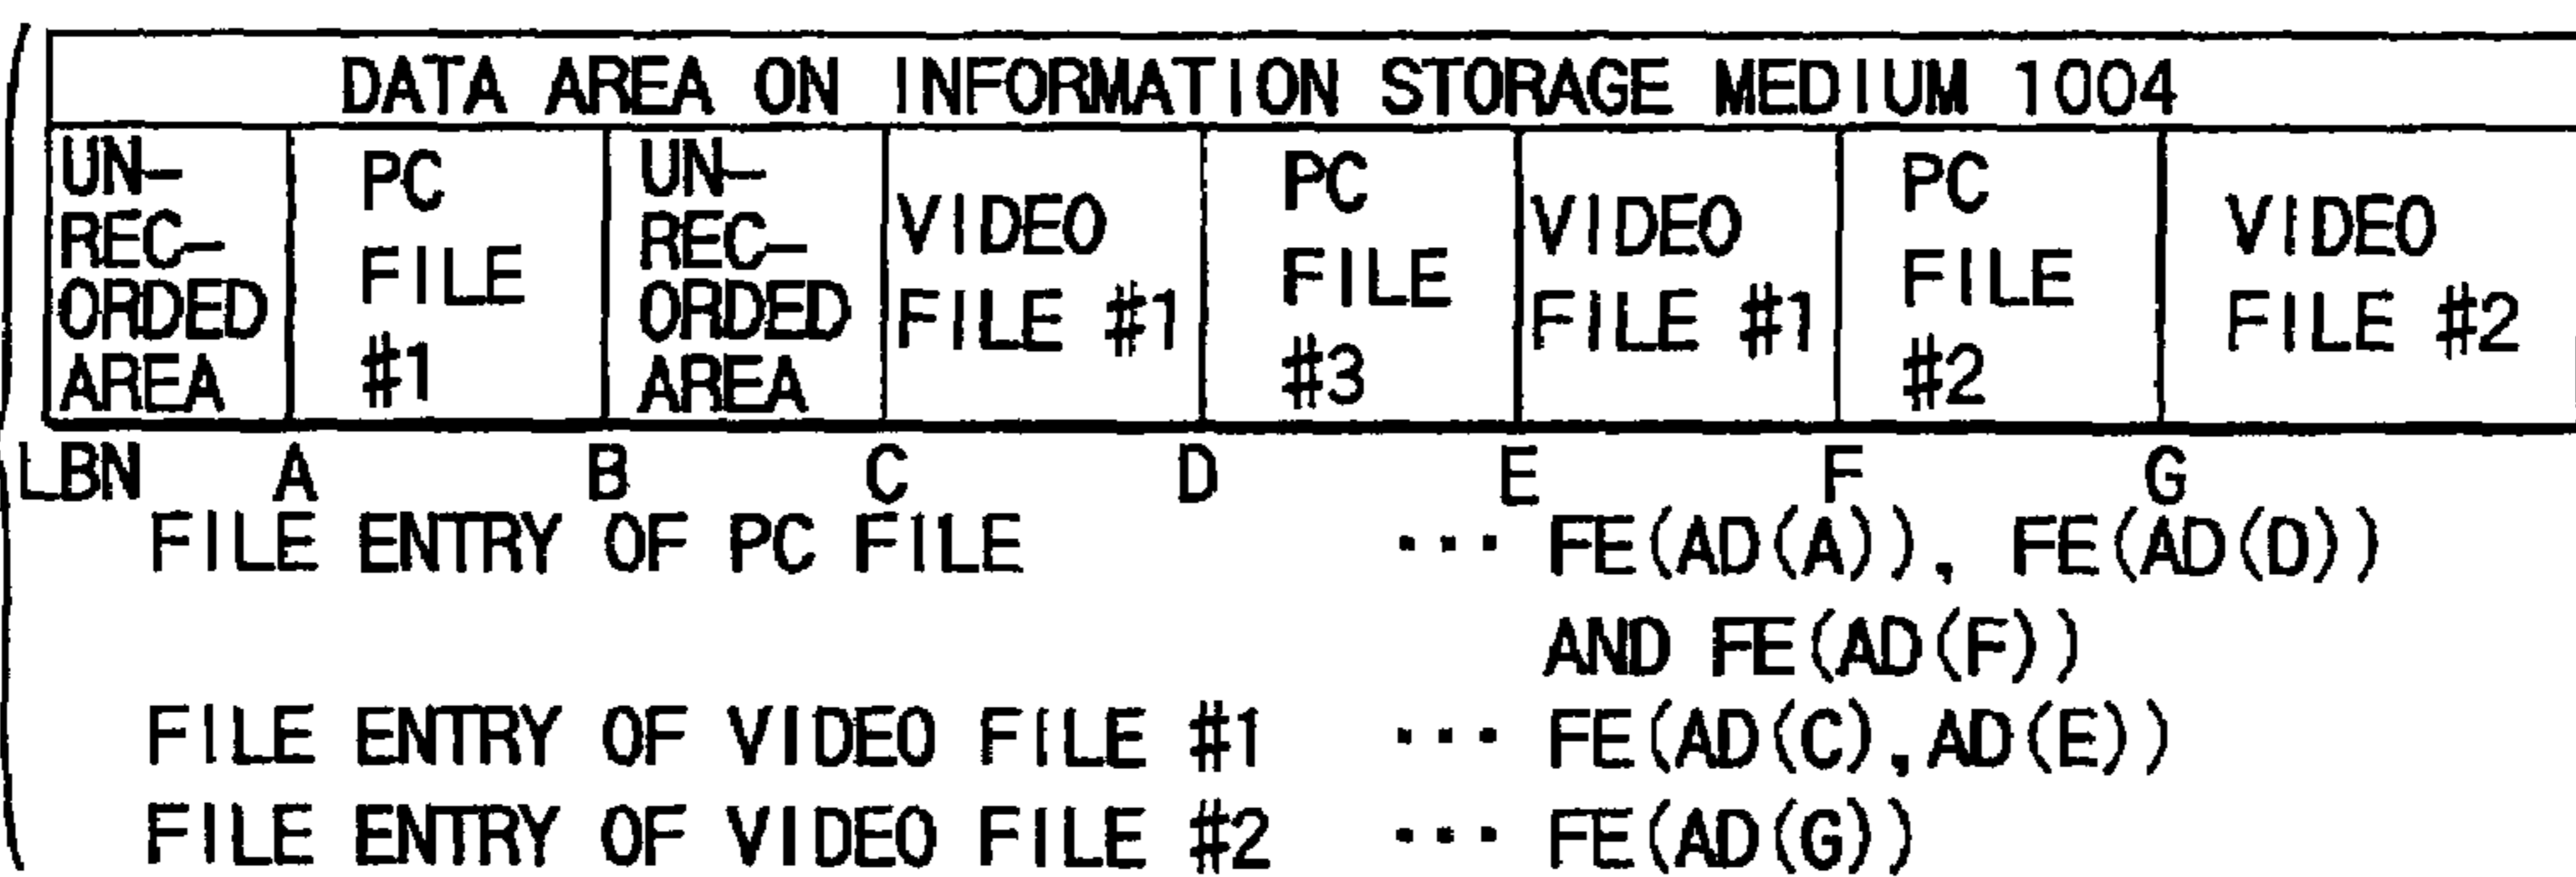 DATA AREA ON INFORMATION STORAGE MEDIUM 1004
UN-
REC-
ORDED
AREA
PC
FILE
#1
UN-
REC-
ORDED
AREA
VIDEO
FILE #1
PC
FILE
#3
VIDEO
FILE #1
PC
FILE
#2
VIDEO
FILE #2
LBN A B C D E F G
FILE ENTRY OF PC FILE ··· FE(AD(A)), FE(AD(D))
AND FE(AD(F))
FILE ENTRY OF VIDEO FILE #1 ··· FE(AD(C),AD(E))
FILE ENTRY OF VIDEO FILE #2 ··· FE(AD(G))